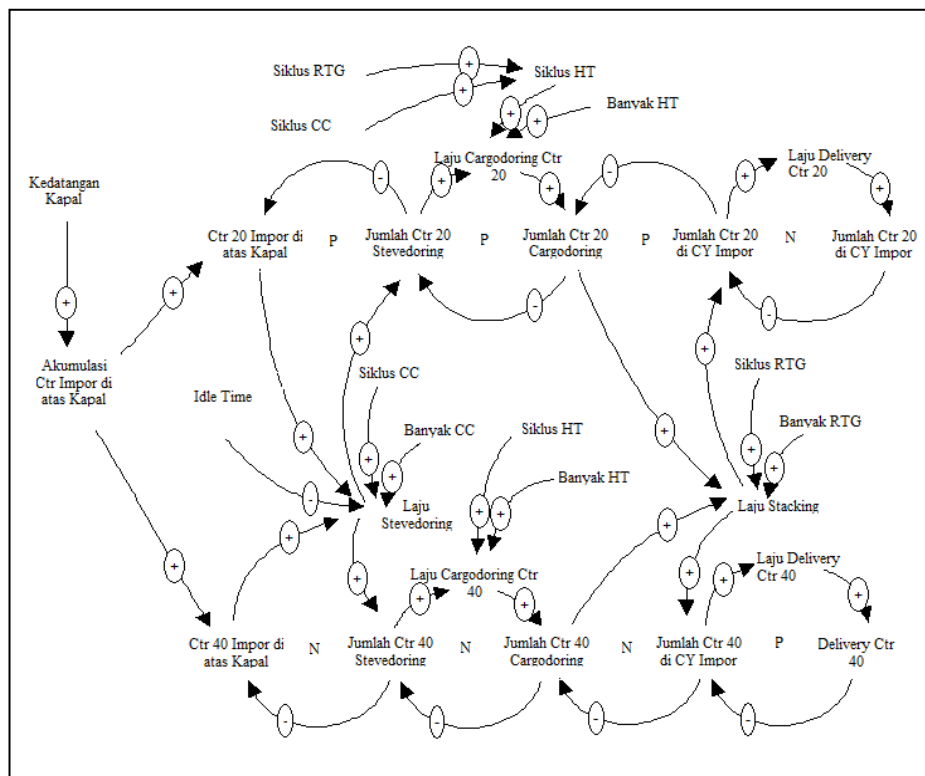 Siklus RTG
+
Siklus HT
+
Siklus CC
+
+
Banyak HT
Laju Cargodoring Ctr
20
Laju Delivery
Ctr 20
Kedatangan
Kapal
-
+
+
-
+
+
Ctr 20 Impor di
atas Kapal
P
Jumlah Ctr 20
Stevedoring
P
Jumlah Ctr 20
Cargodoring
P
Jumlah Ctr 20
di CY Impor
N
Jumlah Ctr 20
di CY Impor
+
+
-
-
Akumulasi
Ctr Impor di
atas Kapal
+
+
Siklus CC
Siklus RTG
Idle Time
Banyak CC
Siklus HT
Banyak RTG
+
+
+
+
+
+
Banyak HT
-
Laju
Stevedoring
+
+
Laju Stacking
+
+
+
+
+
Laju Cargodoring Ctr
40
Laju Delivery
Ctr 40
+
+
+
+
+
Ctr 40 Impor di
atas Kapal
N
Jumlah Ctr 40
Stevedoring
N
Jumlah Ctr 40
Cargodoring
N
Jumlah Ctr 40
di CY Impor
P
Delivery Ctr
40
-
-
-
-